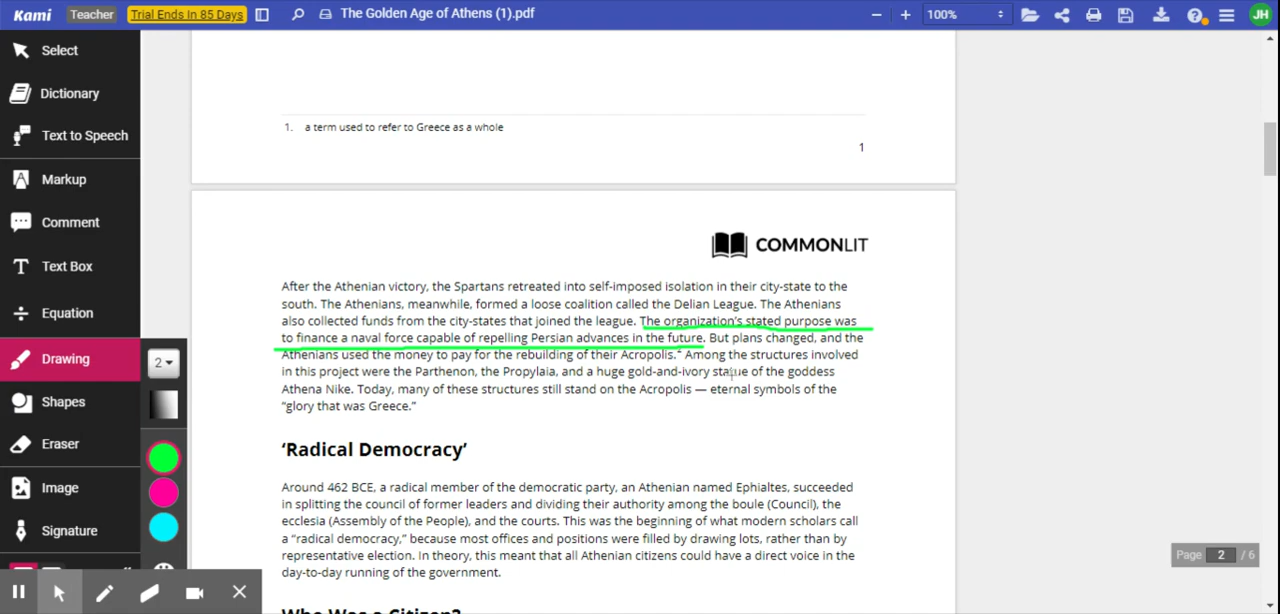 Kami Teacher Trial Ends In 85 Days The Golden Age of Athens (1).pdf 100% JH
Select
Dictionary
Text to Speech
Markup
Comment
Text Box
Equation
Drawing
2
Shapes
Eraser
Image
Signature
1. a term used to refer to Greece as a whole
1
COMMONLIT
After the Athenian victory, the Spartans retreated into self-imposed isolation in their city-state to the
south. The Athenians, meanwhile, formed a loose coalition called the Delian League. The Athenians
also collected funds from the city-states that joined the league. The organization's stated purpose was
to finance a naval force capable of repelling Persian advances in the future. But plans changed, and the
Athenians used the money to pay for the rebuilding of their Acropolis. Among the structures involved
in this project were the Parthenon, the Propylaia, and a huge gold-and-ivory statue of the goddess
Athena Nike. Today, many of these structures still stand on the Acropolis — eternal symbols of the
“glory that was Greece.”
‘Radical Democracy’
Around 462 BCE, a radical member of the democratic party, an Athenian named Ephialtes, succeeded
in splitting the council of former leaders and dividing their authority among the boule (Council), the
ecclesia (Assembly of the People), and the courts. This was the beginning of what modern scholars call
a “radical democracy,” because most offices and positions were filled by drawing lots, rather than by
representative election. In theory, this meant that all Athenian citizens could have a direct voice in the
day-to-day running of the government.
Who Was a Citizen?
Page 2 / 6